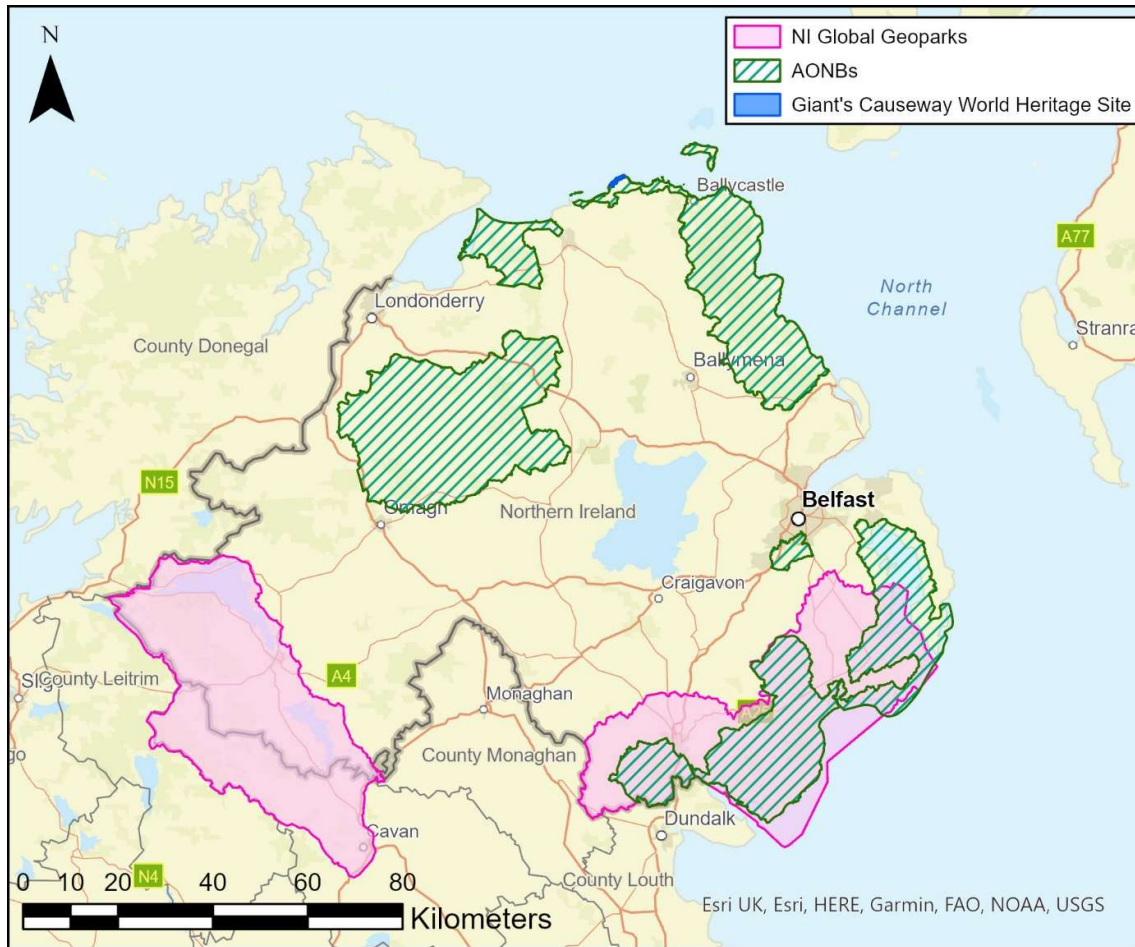 N
NI Global Geoparks
AONBs
Giant's Causeway World Heritage Site
Ballycastle
A77
North
Channel
Londonderry
Stranra
County Donegal
Ballymena
N15
Omagh
Northern Ireland
Belfast
Craigavon
A4
County Leitrim
Monaghan
County Monaghan
go
Dundalk
Cavan
N4
County Louth
0 10 20 40 60 80
Kilometers
Esri UK, Esri, HERE, Garmin, FAO, NOAA, USGS